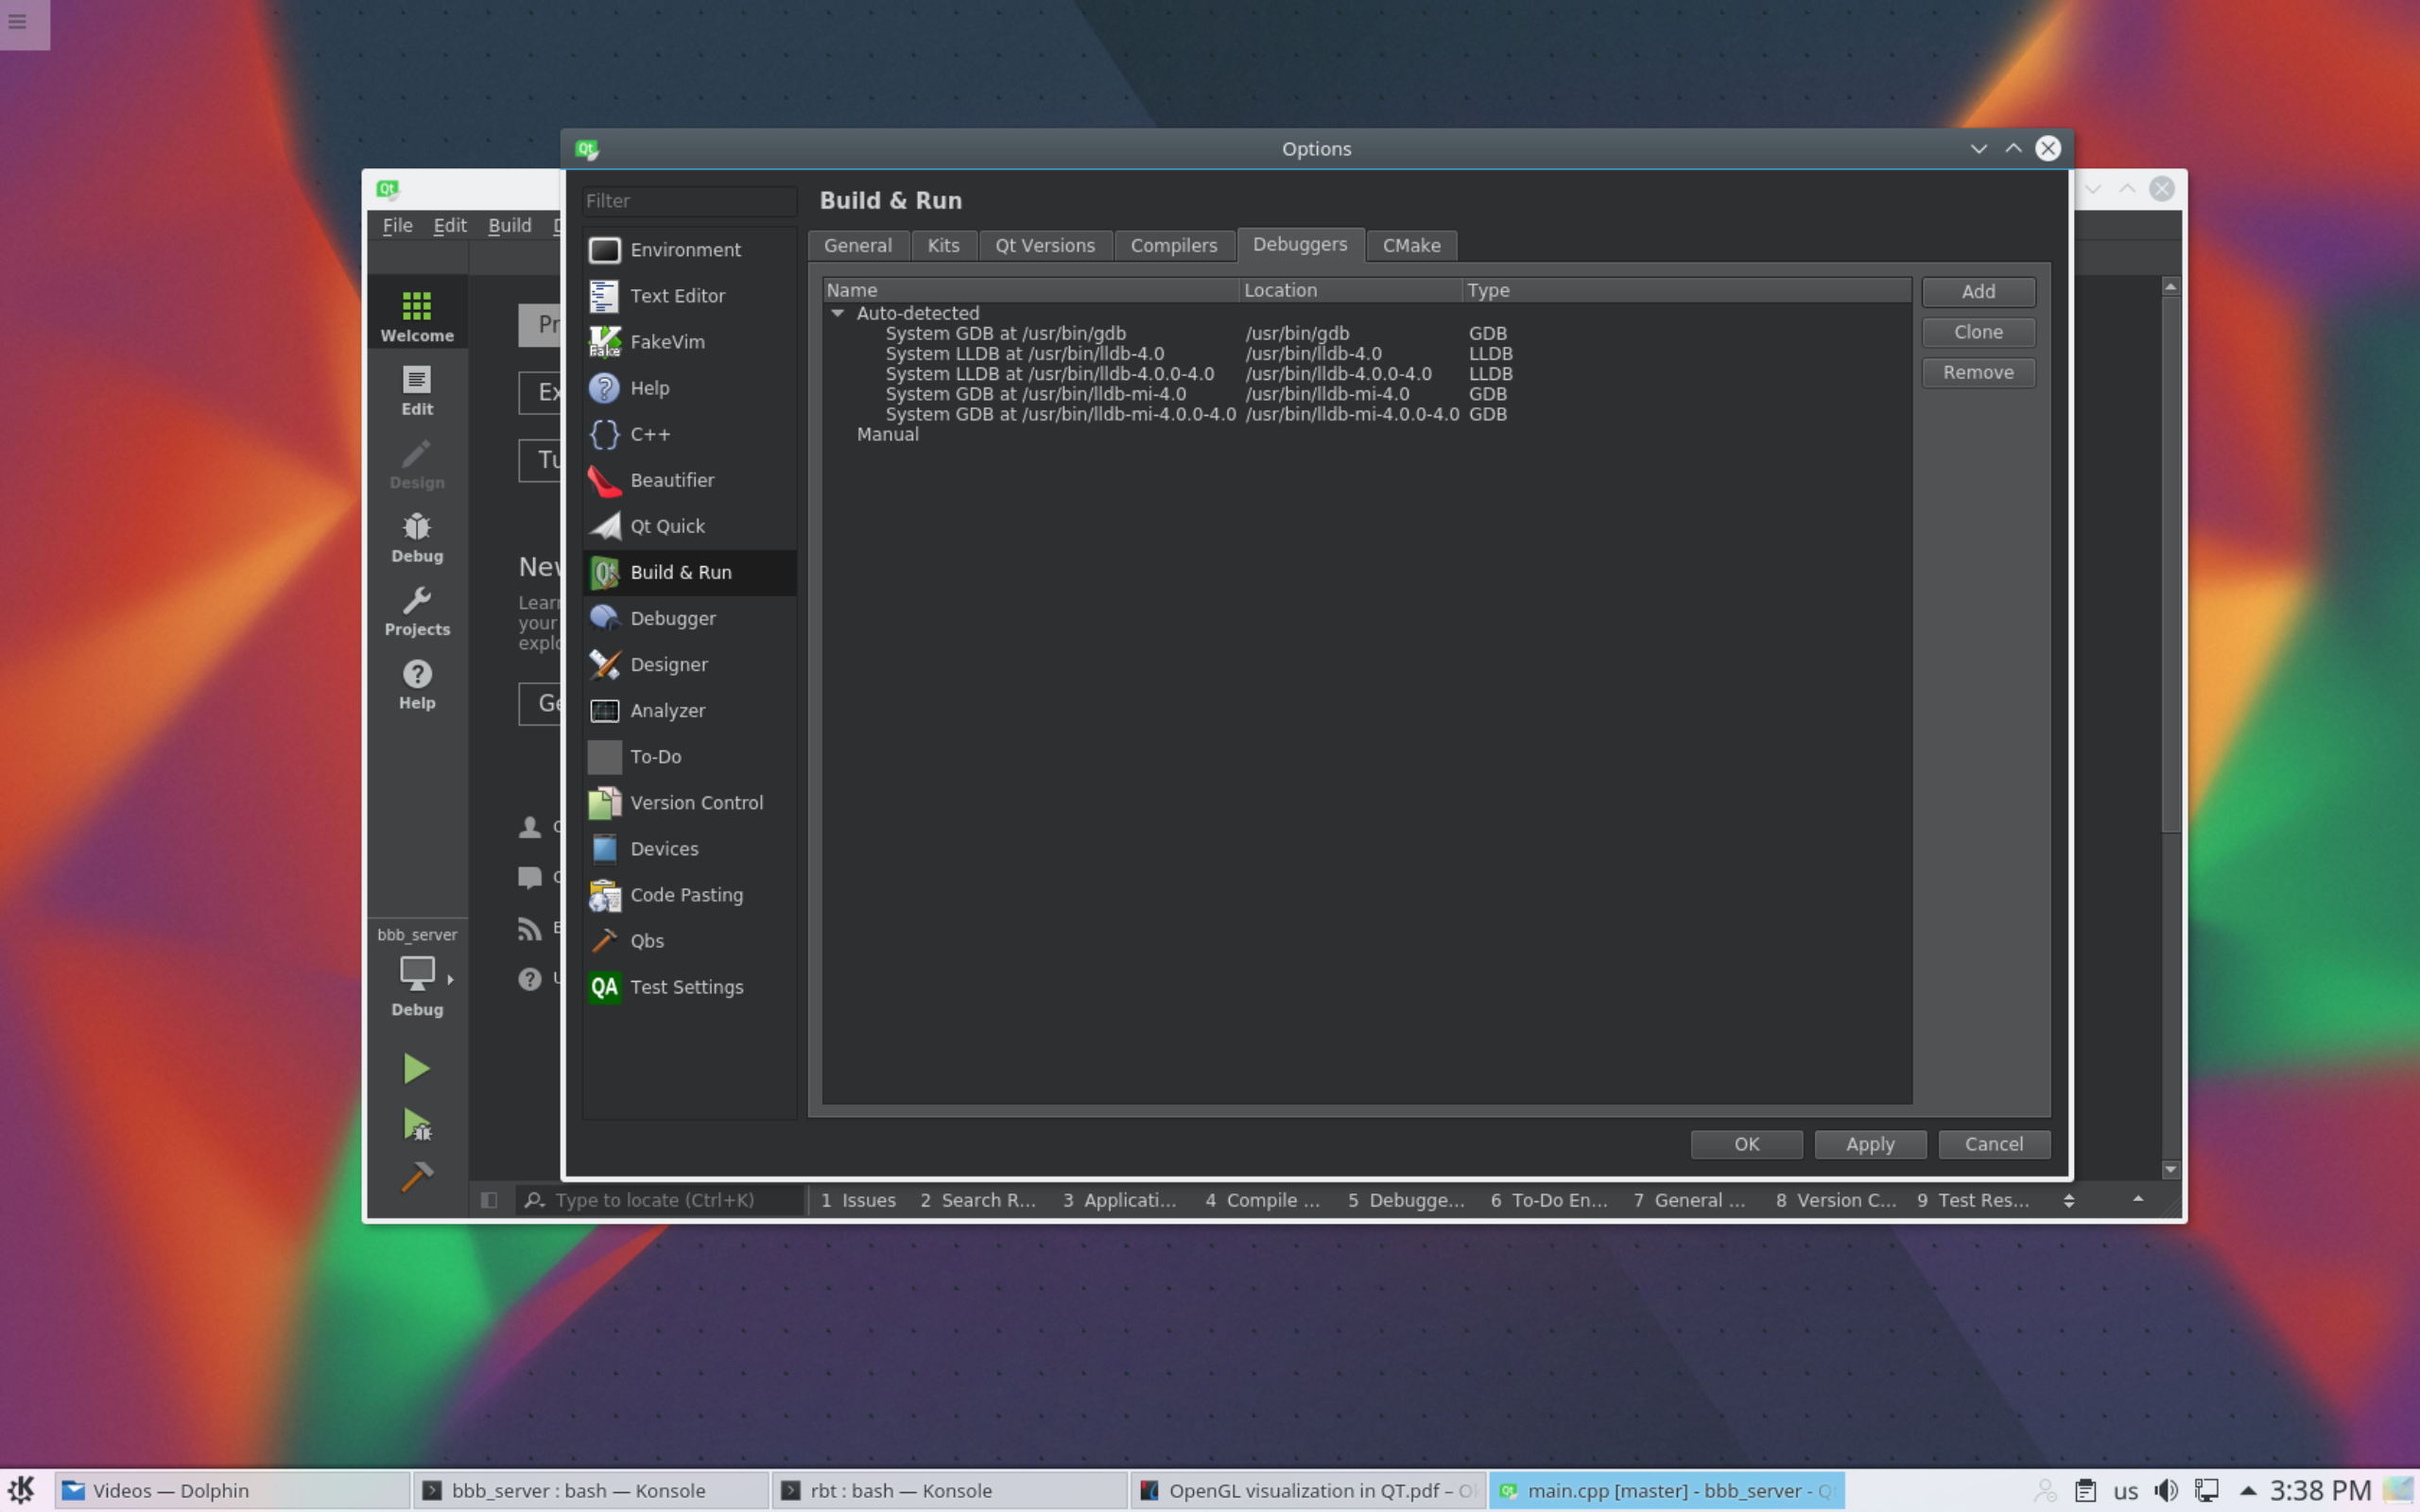 Options
Qt
File Edit Build
Filter
Build & Run
General Kits Qt Versions Compilers Debuggers CMake
Name Location Type
Auto-detected
System GDB at /usr/bin/gdb /usr/bin/gdb GDB
System LLDB at /usr/bin/lldb-4.0 /usr/bin/lldb-4.0 LLDB
System LLDB at /usr/bin/lldb-4.0.0-4.0 /usr/bin/lldb-4.0.0-4.0 LLDB
System GDB at /usr/bin/lldb-mi-4.0 /usr/bin/lldb-mi-4.0 GDB
System GDB at /usr/bin/lldb-mi-4.0.0-4.0 /usr/bin/lldb-mi-4.0.0-4.0 GDB
Manual
Add
Clone
Remove
Environment
Text Editor
FakeVim
Help
C++
Beautifier
Qt Quick
Build & Run
Debugger
Designer
Analyzer
To-Do
Version Control
Devices
Code Pasting
Qbs
QA Test Settings
Welcome
Edit
Design
Debug
Projects
Help
bbb_server
Debug
Pr
Ex
Tu
New
Learn
your
explo
Ge
OK Apply Cancel
Type to locate (Ctrl+K) 1 Issues 2 Search R... 3 Applicati... 4 Compile ... 5 Debugge... 6 To-Do En... 7 General ... 8 Version C... 9 Test Res...
Videos — Dolphin
bbb_server : bash — Konsole
rbt : bash — Konsole
OpenGL visualization in QT.pdf – Ok
main.cpp [master] - bbb_server - Qt
us 3:38 PM